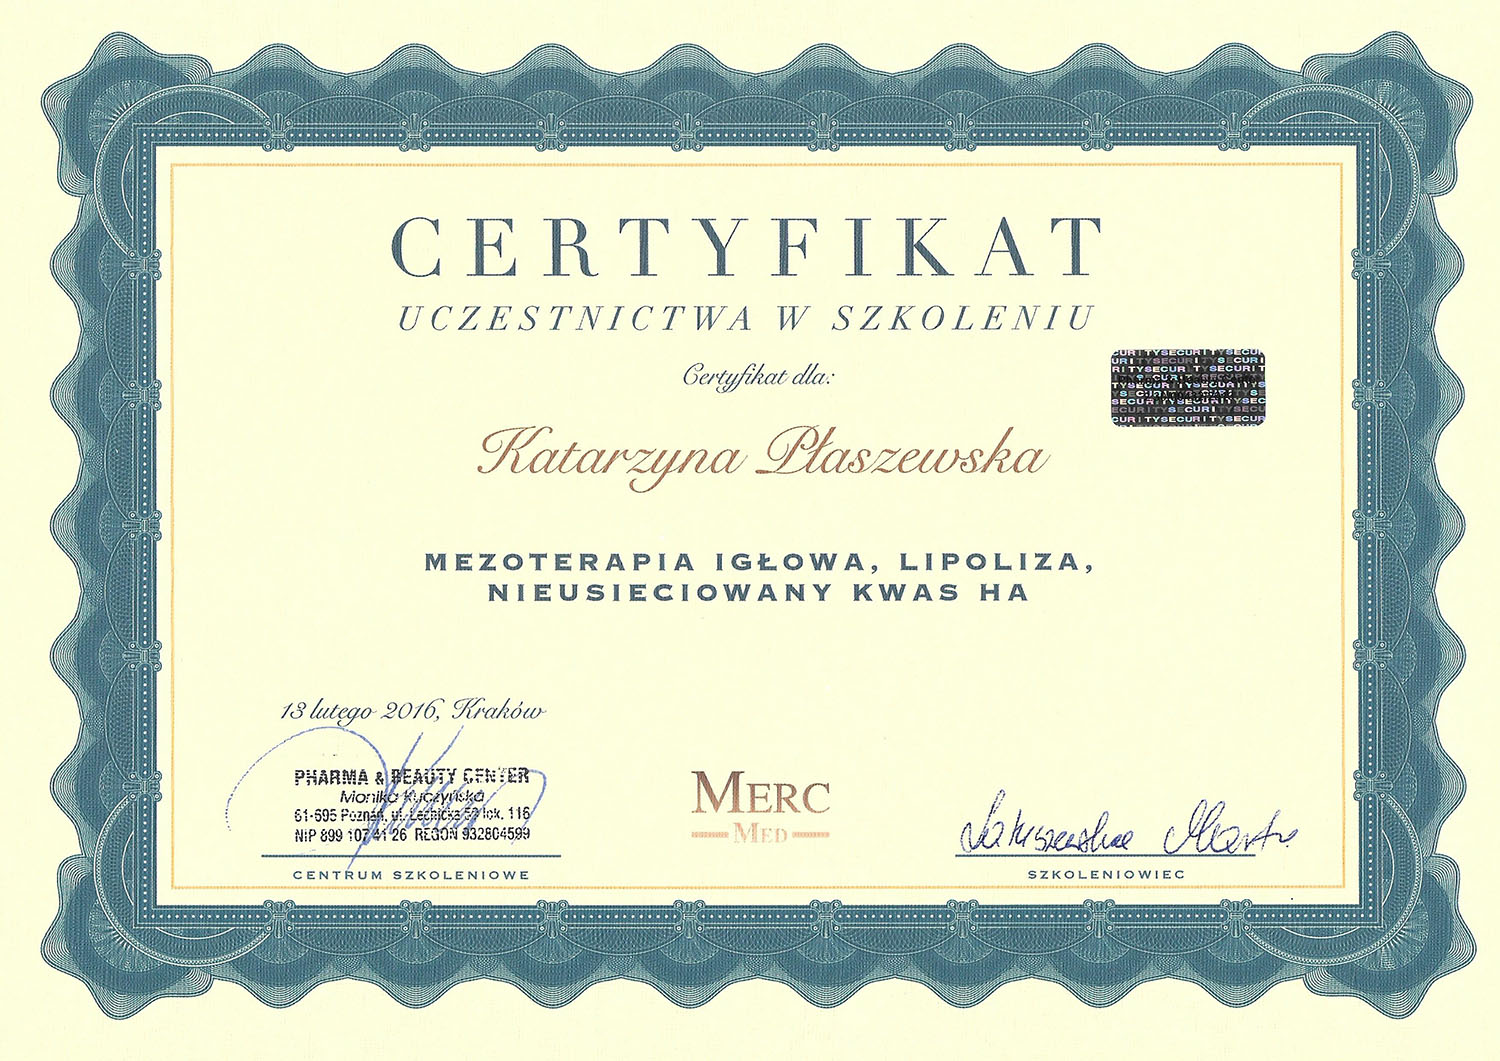 CERTYFIKAT
UCZESTNICTWA W SZKOLENIU
Certyfikat dla:
Katarzyna Płaszewska
MEZOTERAPIA IGŁOWA, LIPOLIZA,
NIEUSIECIOWANY KWAS HA
13 lutego 2016, Kraków
PHARMA & BEAUTY CENTER
Monika Kuczyńska
61-695 Poznań, ul. Lechicka 59 lok. 116
NIP 899 107 41 26 REGON 932804599
CENTRUM SZKOLENIOWE
MERC
MED
SZKOLENIOWIEC
SECURITY